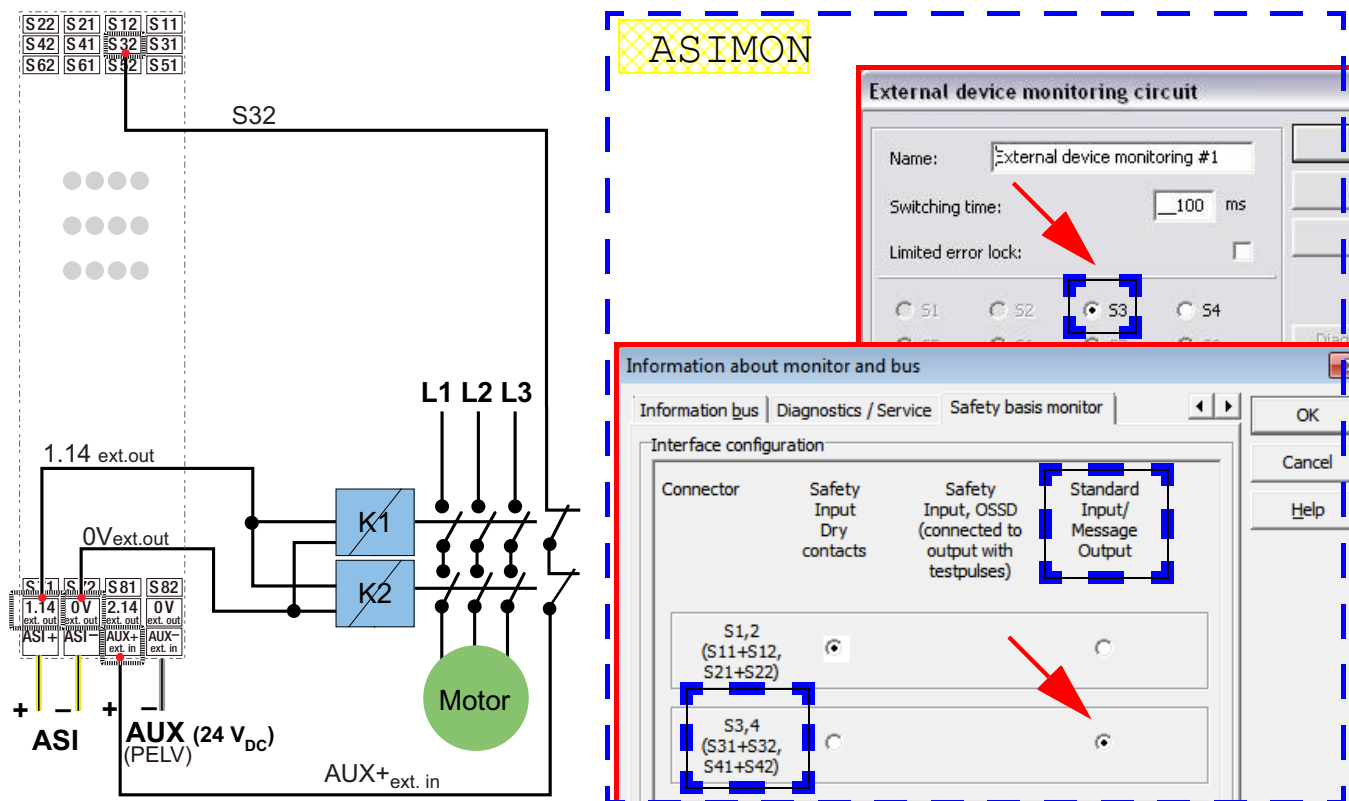 S22 S21 S12 S11
S42 S41 S32 S31
S62 S61 S52 S51
S32
L1 L2 L3
1.14 ext.out
0Vext.out
K1
K2
S72 S81 S82
1.14 0V 2.14 0V
ext. out ext. out ext. out ext. out
ASI+ ASI− AUX+ AUX−
ext. in ext. in
+ − + −
ASI
AUX (24 VDC)
(PELV)
Motor
AUX+ext. in
ASIMON
External device monitoring circuit
Name: External device monitoring #1
Switching time: __100 ms
Limited error lock:
S1 S2 S3 S4
Information about monitor and bus
Information bus Diagnostics / Service Safety basis monitor
OK
Cancel
Help
Interface configuration
Connector
Safety
Input
Dry
contacts
Safety
Input, OSSD
(connected to
output with
testpulses)
Standard
Input/
Message
Output
S1,2
(S11+S12,
S21+S22)
S3,4
(S31+S32,
S41+S42)